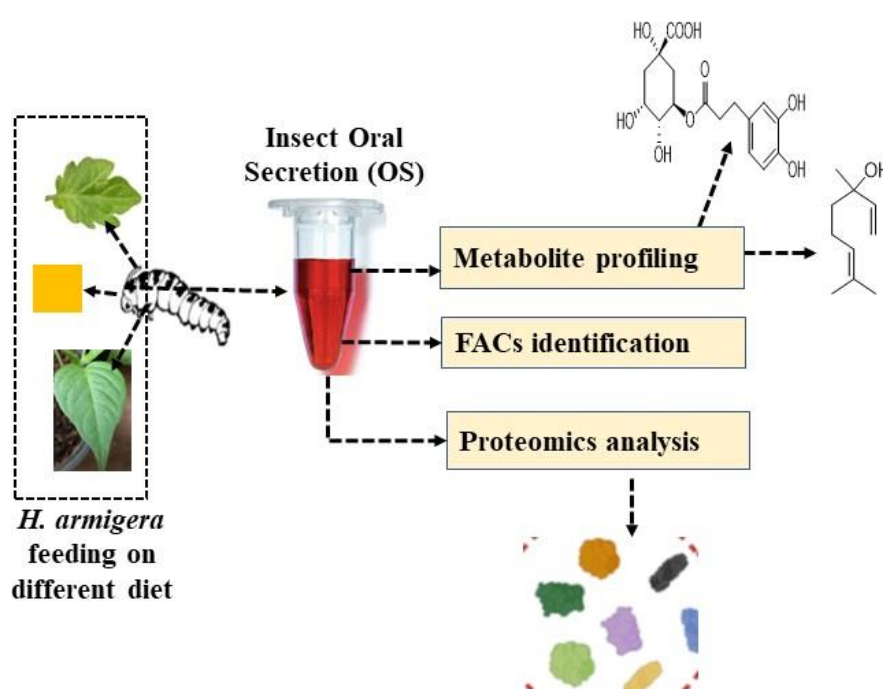 Insect Oral
Secretion (OS)
Metabolite profiling
FACs identification
Proteomics analysis
H. armigera
feeding on
different diet
HO
COOH
HO
OH
O
O
OH
OH
OH